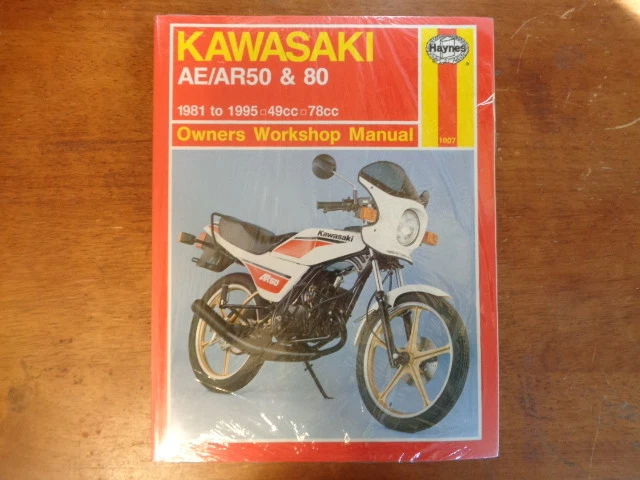 KAWASAKI
AE/AR50 & 80
1981 to 1995 □ 49cc □ 78cc
Owners Workshop Manual
Haynes
1007
Kawasaki
AR50